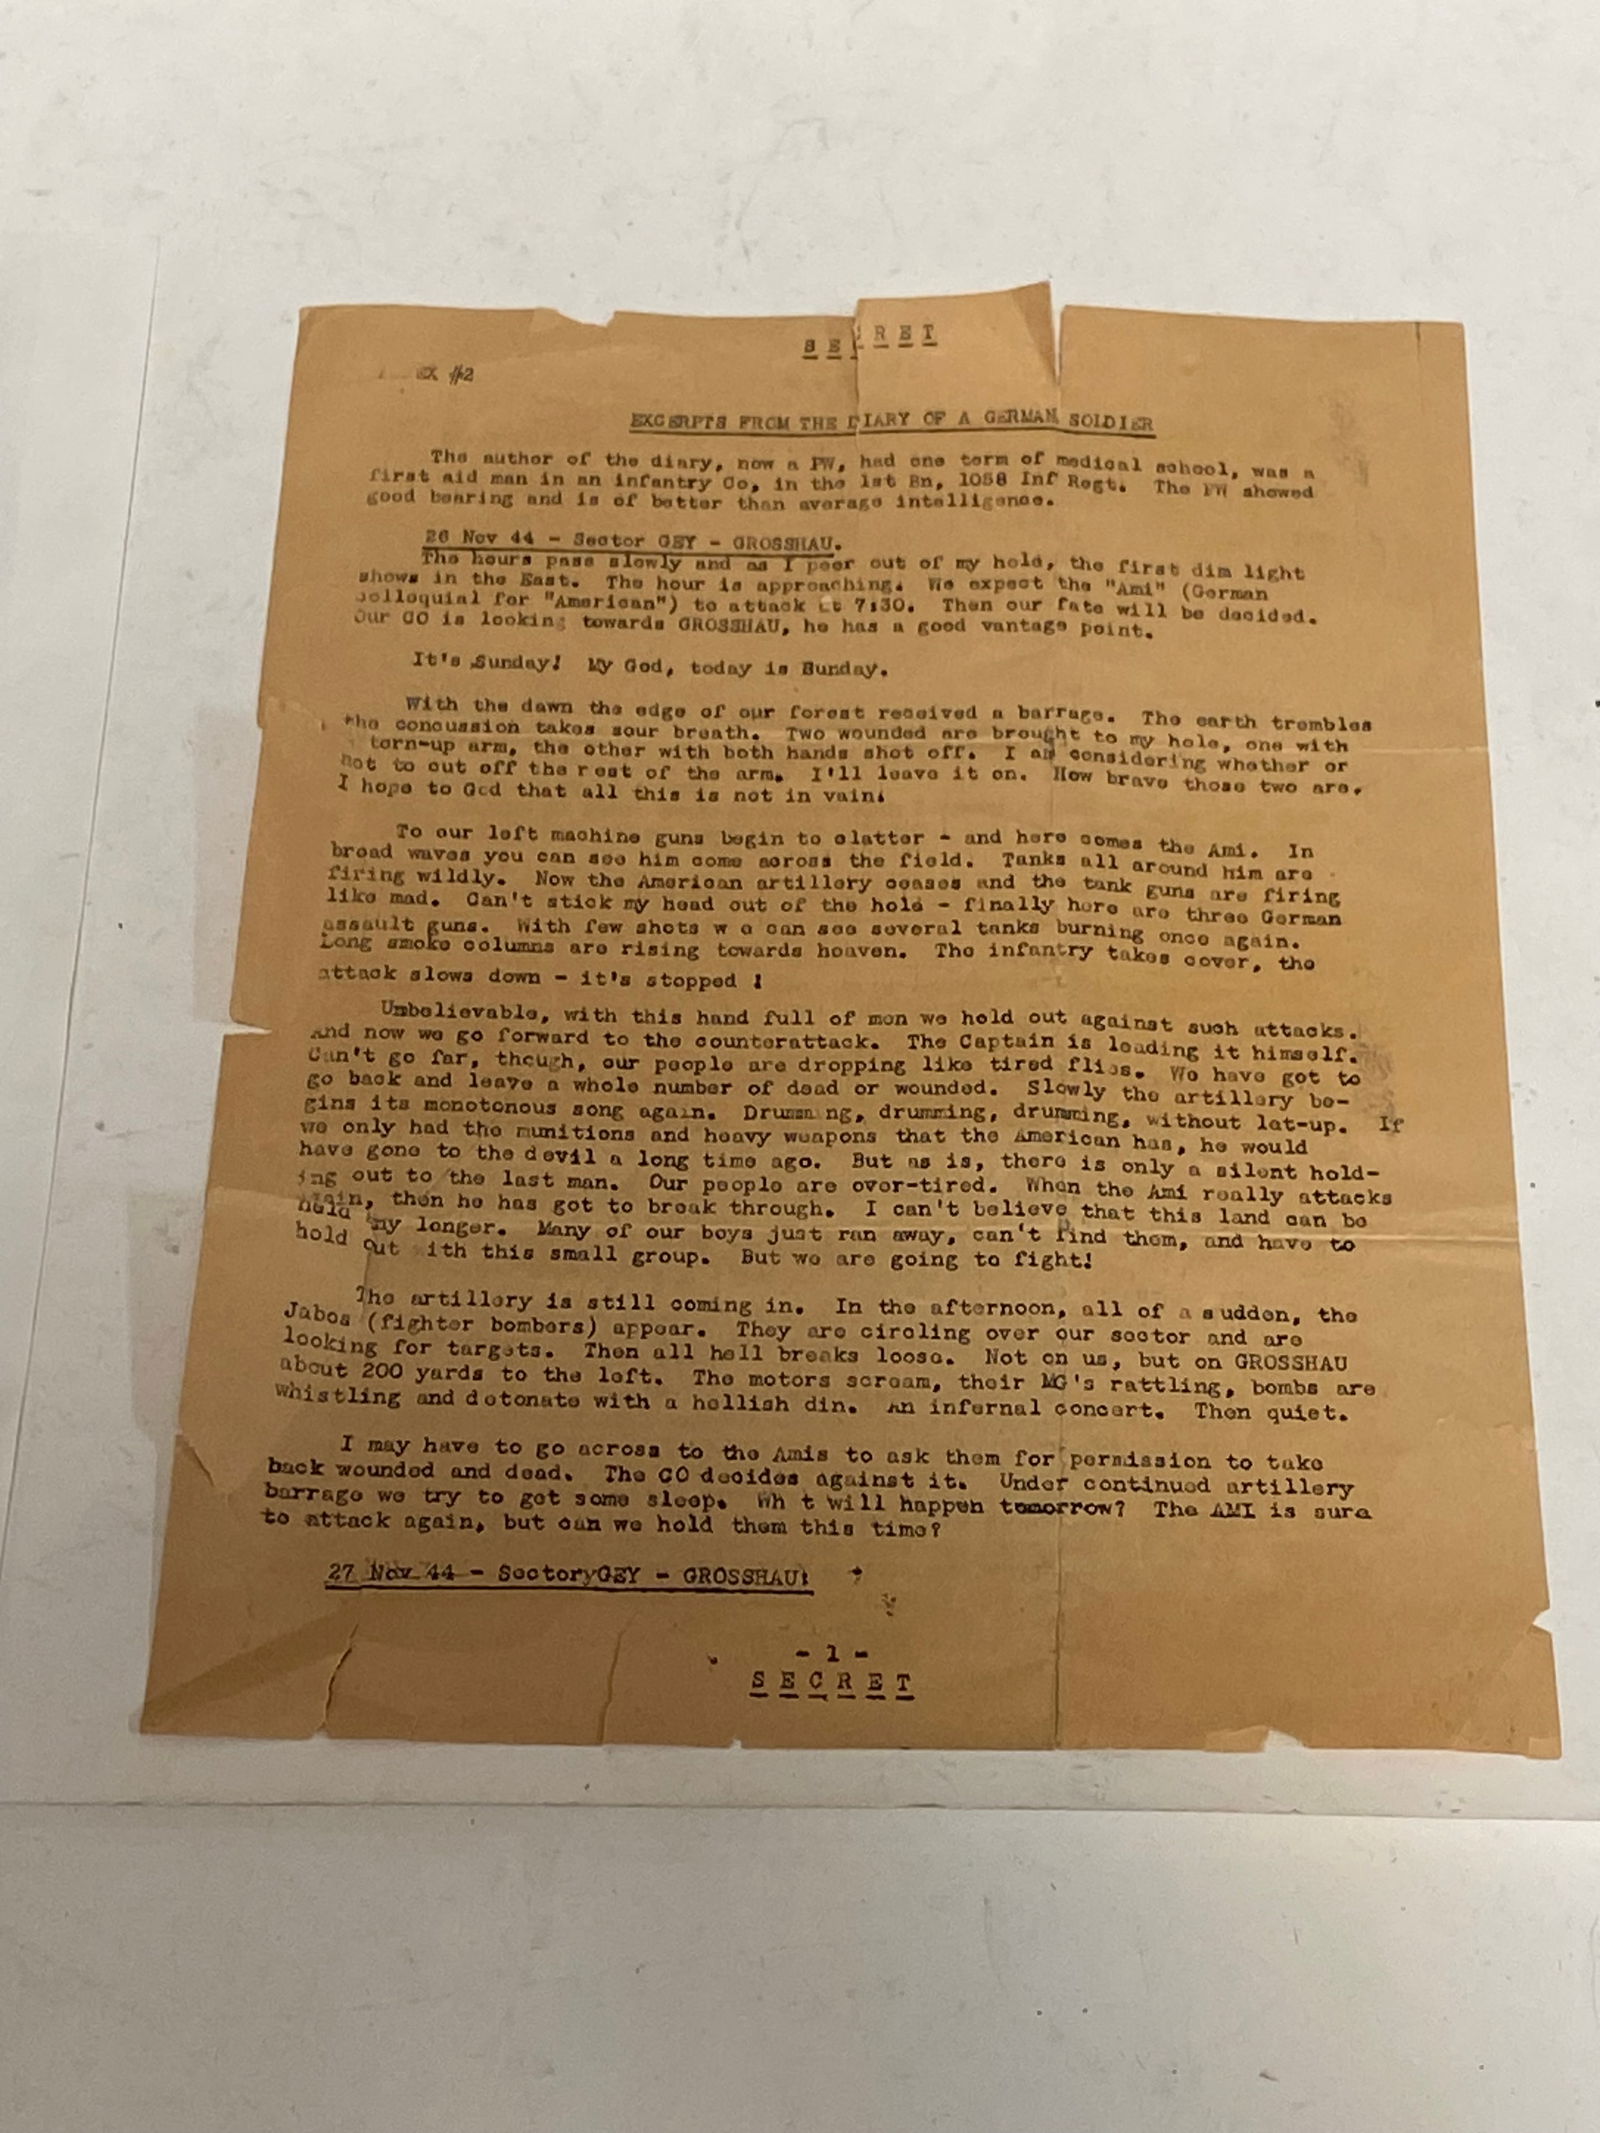 S E C R E T
EX #2
EXCERPTS FROM THE DIARY OF A GERMAN SOLDIER
The author of the diary, now a PW, had one term of medical school, was a
first aid man in an infantry Co, in the 1st Bn, 1058 Inf Regt. The PW showed
good bearing and is of better than average intelligence.
26 Nov 44 - Sector GEY - GROSSHAU.
The hours pass slowly and as I peer out of my hole, the first dim light
shows in the East. The hour is approaching. We expect the "Ami" (German
colloquial for "American") to attack at 7:30. Then our fate will be decided.
Our CO is looking towards GROSSHAU, he has a good vantage point.
It's Sunday! My God, today is Sunday.
With the dawn the edge of our forest received a barrage. The earth trembles
the concussion takes sour breath. Two wounded are brought to my hole, one with
torn-up arm, the other with both hands shot off. I am considering whether or
not to cut off the rest of the arm. I'll leave it on. How brave those two are.
I hope to God that all this is not in vain!
To our left machine guns begin to clatter - and here comes the Ami. In
broad waves you can see him come across the field. Tanks all around him are
firing wildly. Now the American artillery ceases and the tank guns are firing
like mad. Can't stick my head out of the hole - finally here are three German
assault guns. With few shots w e can see several tanks burning once again.
Long smoke columns are rising towards heaven. The infantry takes cover, the
attack slows down - it's stopped !
Unbelievable, with this hand full of men we hold out against such attacks.
And now we go forward to the counterattack. The Captain is leading it himself.
Can't go far, though, our people are dropping like tired flies. We have got to
go back and leave a whole number of dead or wounded. Slowly the artillery be-
gins its monotonous song again. Drumming, drumming, drumming, without let-up. If
we only had the munitions and heavy weapons that the American has, he would
have gone to the devil a long time ago. But as is, there is only a silent hold-
ing out to the last man. Our people are over-tired. When the Ami really attacks
again, then he has got to break through. I can't believe that this land can be
held any longer. Many of our boys just ran away, can't find them, and have to
hold out with this small group. But we are going to fight!
The artillery is still coming in. In the afternoon, all of a sudden, the
Jabos (fighter bombers) appear. They are circling over our sector and are
looking for targets. Then all hell breaks loose. Not on us, but on GROSSHAU
about 200 yards to the left. The motors scream, their MG's rattling, bombs are
whistling and detonate with a hellish din. An infernal concert. Then quiet.
I may have to go across to the Amis to ask them for permission to take
back wounded and dead. The CO decides against it. Under continued artillery
barrage we try to get some sleep. Wh t will happen tomorrow? The AMI is sure
to attack again, but can we hold them this time?
27 Nov 44 - SectoryGEY - GROSSHAU:
- 1 -
S E C R E T